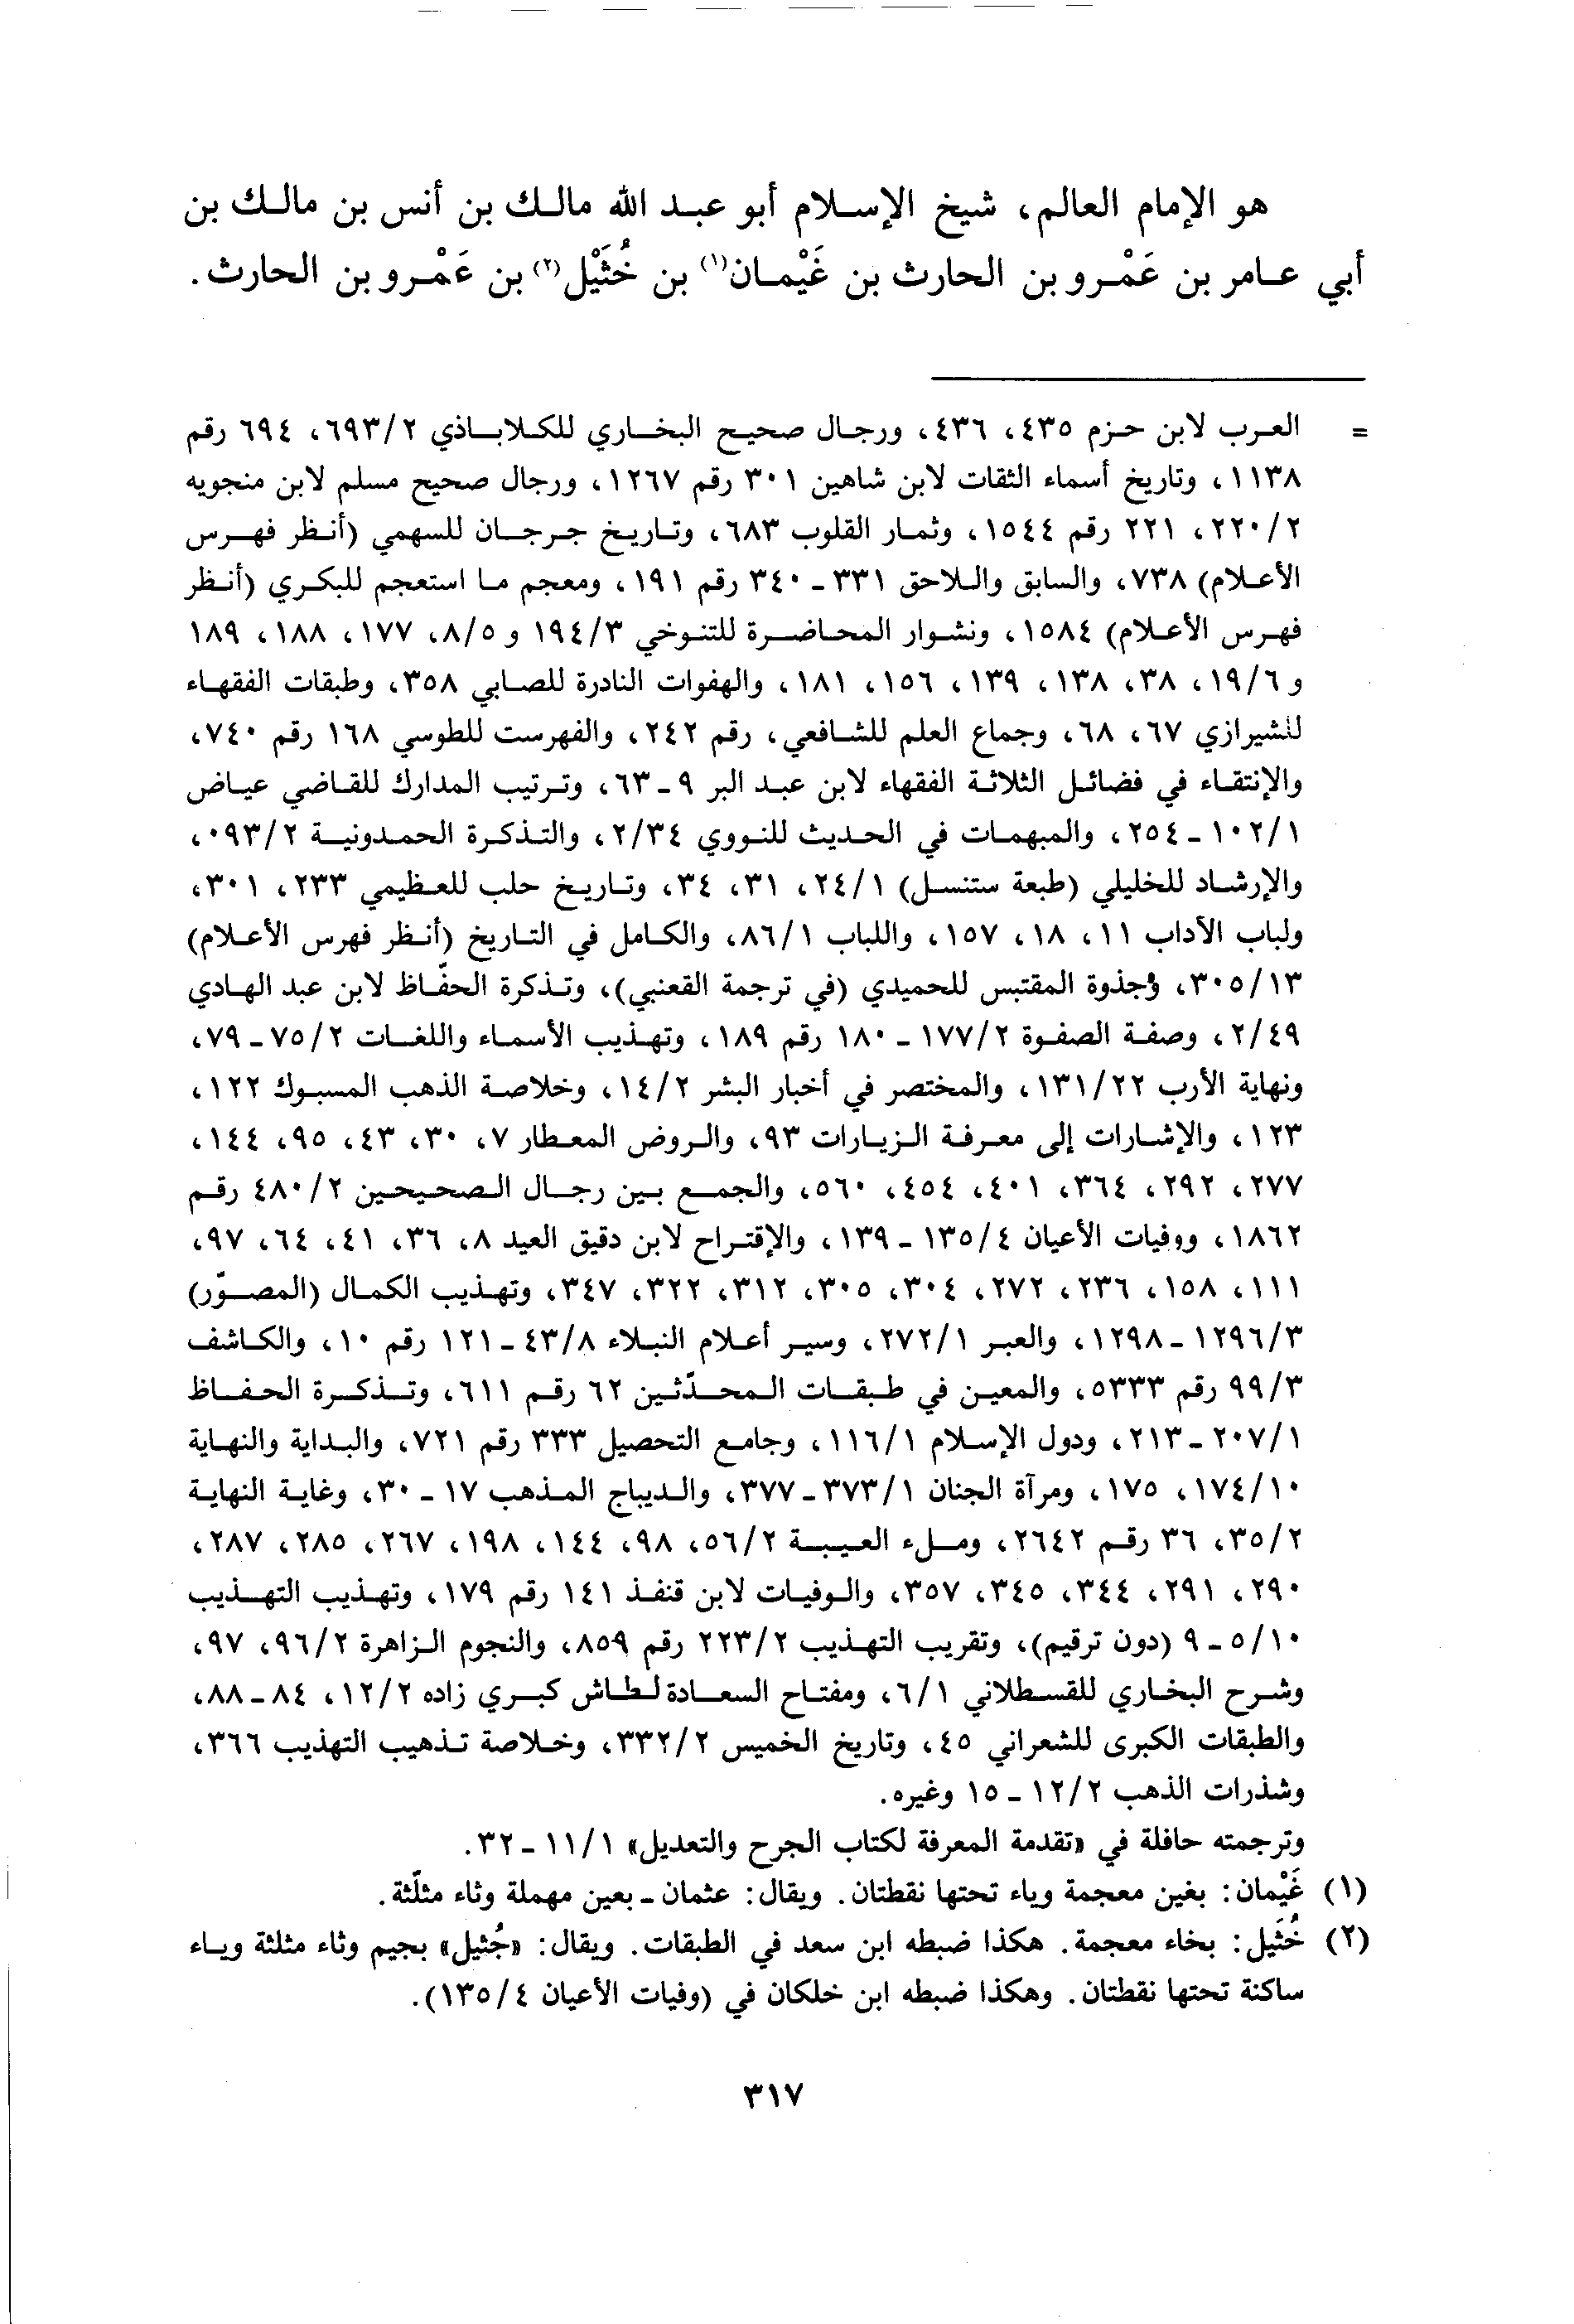 هو الإمام العالم، شيخ الإسلام أبو عبد الله مالك بن أنس بن مالك بن
أبي عامر بن عَمْرو بن الحارث بن غَيْمان(١) بن خُثَيْل(٢) بن عَمْرو بن الحارث.
= العرب لابن حزم ٤٣٥، ٤٣٦، ورجال صحيح البخاري للكلاباذي ٦٩٣/٢، ٦٩٤ رقم
١١٣٨، وتاريخ أسماء الثقات لابن شاهين ٣٠١ رقم ١٢٦٧، ورجال صحيح مسلم لابن منجويه
٢٢٠/٢، ٢٢١ رقم ١٥٤٤، وثمار القلوب ٦٨٣، وتاريخ جرجان للسهمي (أنظر فهرس
الأعلام) ٧٣٨، والسابق واللاحق ٣٣١ ـ ٣٤٠ رقم ١٩١، ومعجم ما استعجم للبكري (أنظر
فهرس الأعلام) ١٥٨٤، ونشوار المحاضرة للتنوخي ١٩٤/٣ و ٨/٥، ١٧٧، ١٨٨، ١٨٩
و ١٩/٦، ٣٨، ١٣٨، ١٣٩، ١٥٦، ١٨١، والهفوات النادرة للصابي ٣٥٨، وطبقات الفقهاء
للشيرازي ٦٧، ٦٨، وجماع العلم للشافعي، رقم ٢٤٢، والفهرست للطوسي ١٦٨ رقم ٧٤٠،
والإنتقاء في فضائل الثلاثة الفقهاء لابن عبد البر ٩ ـ ٦٣، وترتيب المدارك للقاضي عياض
١٠٢/١ ـ ٢٥٤، والمبهمات في الحديث للنووي ٢/٣٤، والتذكرة الحمدونية ٠٩٣/٢،
والإرشاد للخليلي (طبعة ستنسل) ٢٤/١، ٣١، ٣٤، وتاريخ حلب للعظيمي ٢٣٣، ٣٠١،
ولباب الآداب ١١، ١٨، ١٥٧، واللباب ٨٦/١، والكامل في التاريخ (أنظر فهرس الأعلام)
٣٠٥/١٣، وجذوة المقتبس للحميدي (في ترجمة القعنبي)، وتذكرة الحفّاظ لابن عبد الهادي
٢/٤٩، وصفة الصفوة ١٧٧/٢ ـ ١٨٠ رقم ١٨٩، وتهذيب الأسماء واللغات ٧٥/٢ ـ ٧٩،
ونهاية الأرب ١٣١/٢٢، والمختصر في أخبار البشر ١٤/٢، وخلاصة الذهب المسبوك ١٢٢،
١٢٣، والإشارات إلى معرفة الزيارات ٩٣، والروض المعطار ٧، ٣٠، ٤٣، ٩٥، ١٤٤،
٢٧٧، ٢٩٢، ٣٦٤، ٤٠١، ٤٥٤، ٥٦٠، والجمع بين رجال الصحيحين ٤٨٠/٢ رقم
١٨٦٢، ووفيات الأعيان ١٣٥/٤ ـ ١٣٩، والإقتراح لابن دقيق العيد ٨، ٣٦، ٤١، ٦٤، ٩٧،
١١١، ١٥٨، ٢٣٦، ٢٧٢، ٣٠٤، ٣٠٥، ٣١٢، ٣٢٢، ٣٤٧، وتهذيب الكمال (المصوّر)
١٢٩٦/٣ ـ ١٢٩٨، والعبر ٢٧٢/١، وسير أعلام النبلاء ٤٣/٨ ـ ١٢١ رقم ١٠، والكاشف
٩٩/٣ رقم ٥٣٣٣، والمعين في طبقات المحدّثين ٦٢ رقم ٦١١، وتذكرة الحفاظ
٢٠٧/١ ـ ٢١٣، ودول الإسلام ١١٦/١، وجامع التحصيل ٣٣٣ رقم ٧٢١، والبداية والنهاية
١٧٤/١٠، ١٧٥، ومرآة الجنان ٣٧٣/١ ـ ٣٧٧، والديباج المذهب ١٧ ـ ٣٠، وغاية النهاية
٣٥/٢، ٣٦ رقم ٢٦٤٢، وملء العيبة ٥٦/٢، ٩٨، ١٤٤، ١٩٨، ٢٦٧، ٢٨٥، ٢٨٧،
٢٩٠، ٢٩١، ٣٤٤، ٣٤٥، ٣٥٧، والوفيات لابن قنفذ ١٤١ رقم ١٧٩، وتهذيب التهذيب
٥/١٠ ـ ٩ (دون ترقيم)، وتقريب التهذيب ٢٢٣/٢ رقم ٨٥٩، والنجوم الزاهرة ٩٦/٢، ٩٧،
وشرح البخاري للقسطلاني ٦/١، ومفتاح السعادة لطاش كبري زاده ١٢/٢، ٨٤ ـ ٨٨،
والطبقات الكبرى للشعراني ٤٥، وتاريخ الخميس ٣٣٢/٢، وخلاصة تذهيب التهذيب ٣٦٦،
وشذرات الذهب ١٢/٢ ـ ١٥ وغيره.
وترجمته حافلة في «تقدمة المعرفة لكتاب الجرح والتعديل» ١١/١ ـ ٣٢.
(١) غَيْمان: بغين معجمة وياء تحتها نقطتان. ويقال: عثمان ـ بعين مهملة وثاء مثلّثة.
(٢) خُثَيل: بخاء معجمة. هكذا ضبطه ابن سعد في الطبقات. ويقال: «جُثيل» بجيم وثاء مثلثة وياء
ساكنة تحتها نقطتان. وهكذا ضبطه ابن خلكان في (وفيات الأعيان ١٣٥/٤).
٣١٧